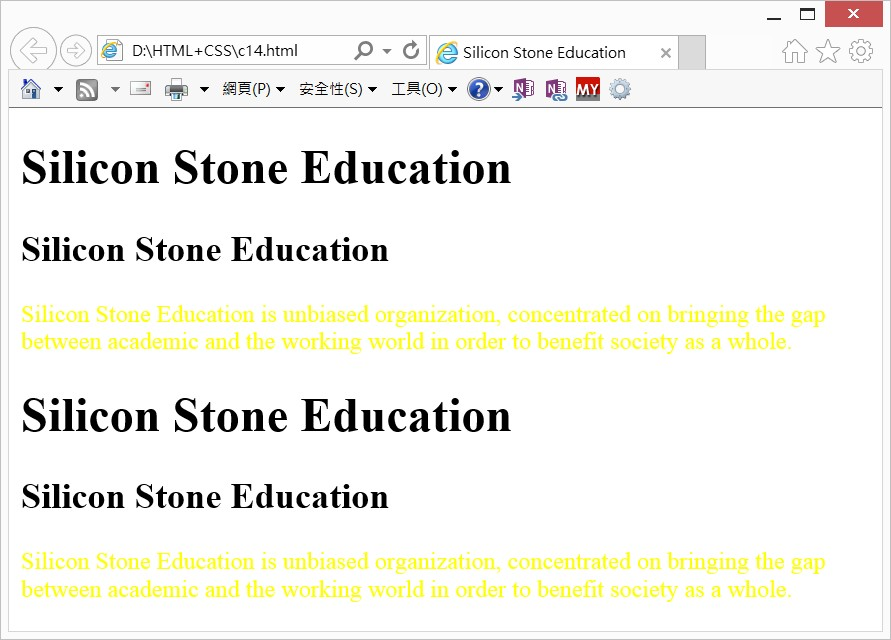 D:\HTML+CSS\c14.html
Silicon Stone Education
網頁(P)
安全性(S)
工具(O)
MY
Silicon Stone Education
Silicon Stone Education
Silicon Stone Education is unbiased organization, concentrated on bringing the gap
between academic and the working world in order to benefit society as a whole.
Silicon Stone Education
Silicon Stone Education
Silicon Stone Education is unbiased organization, concentrated on bringing the gap
between academic and the working world in order to benefit society as a whole.